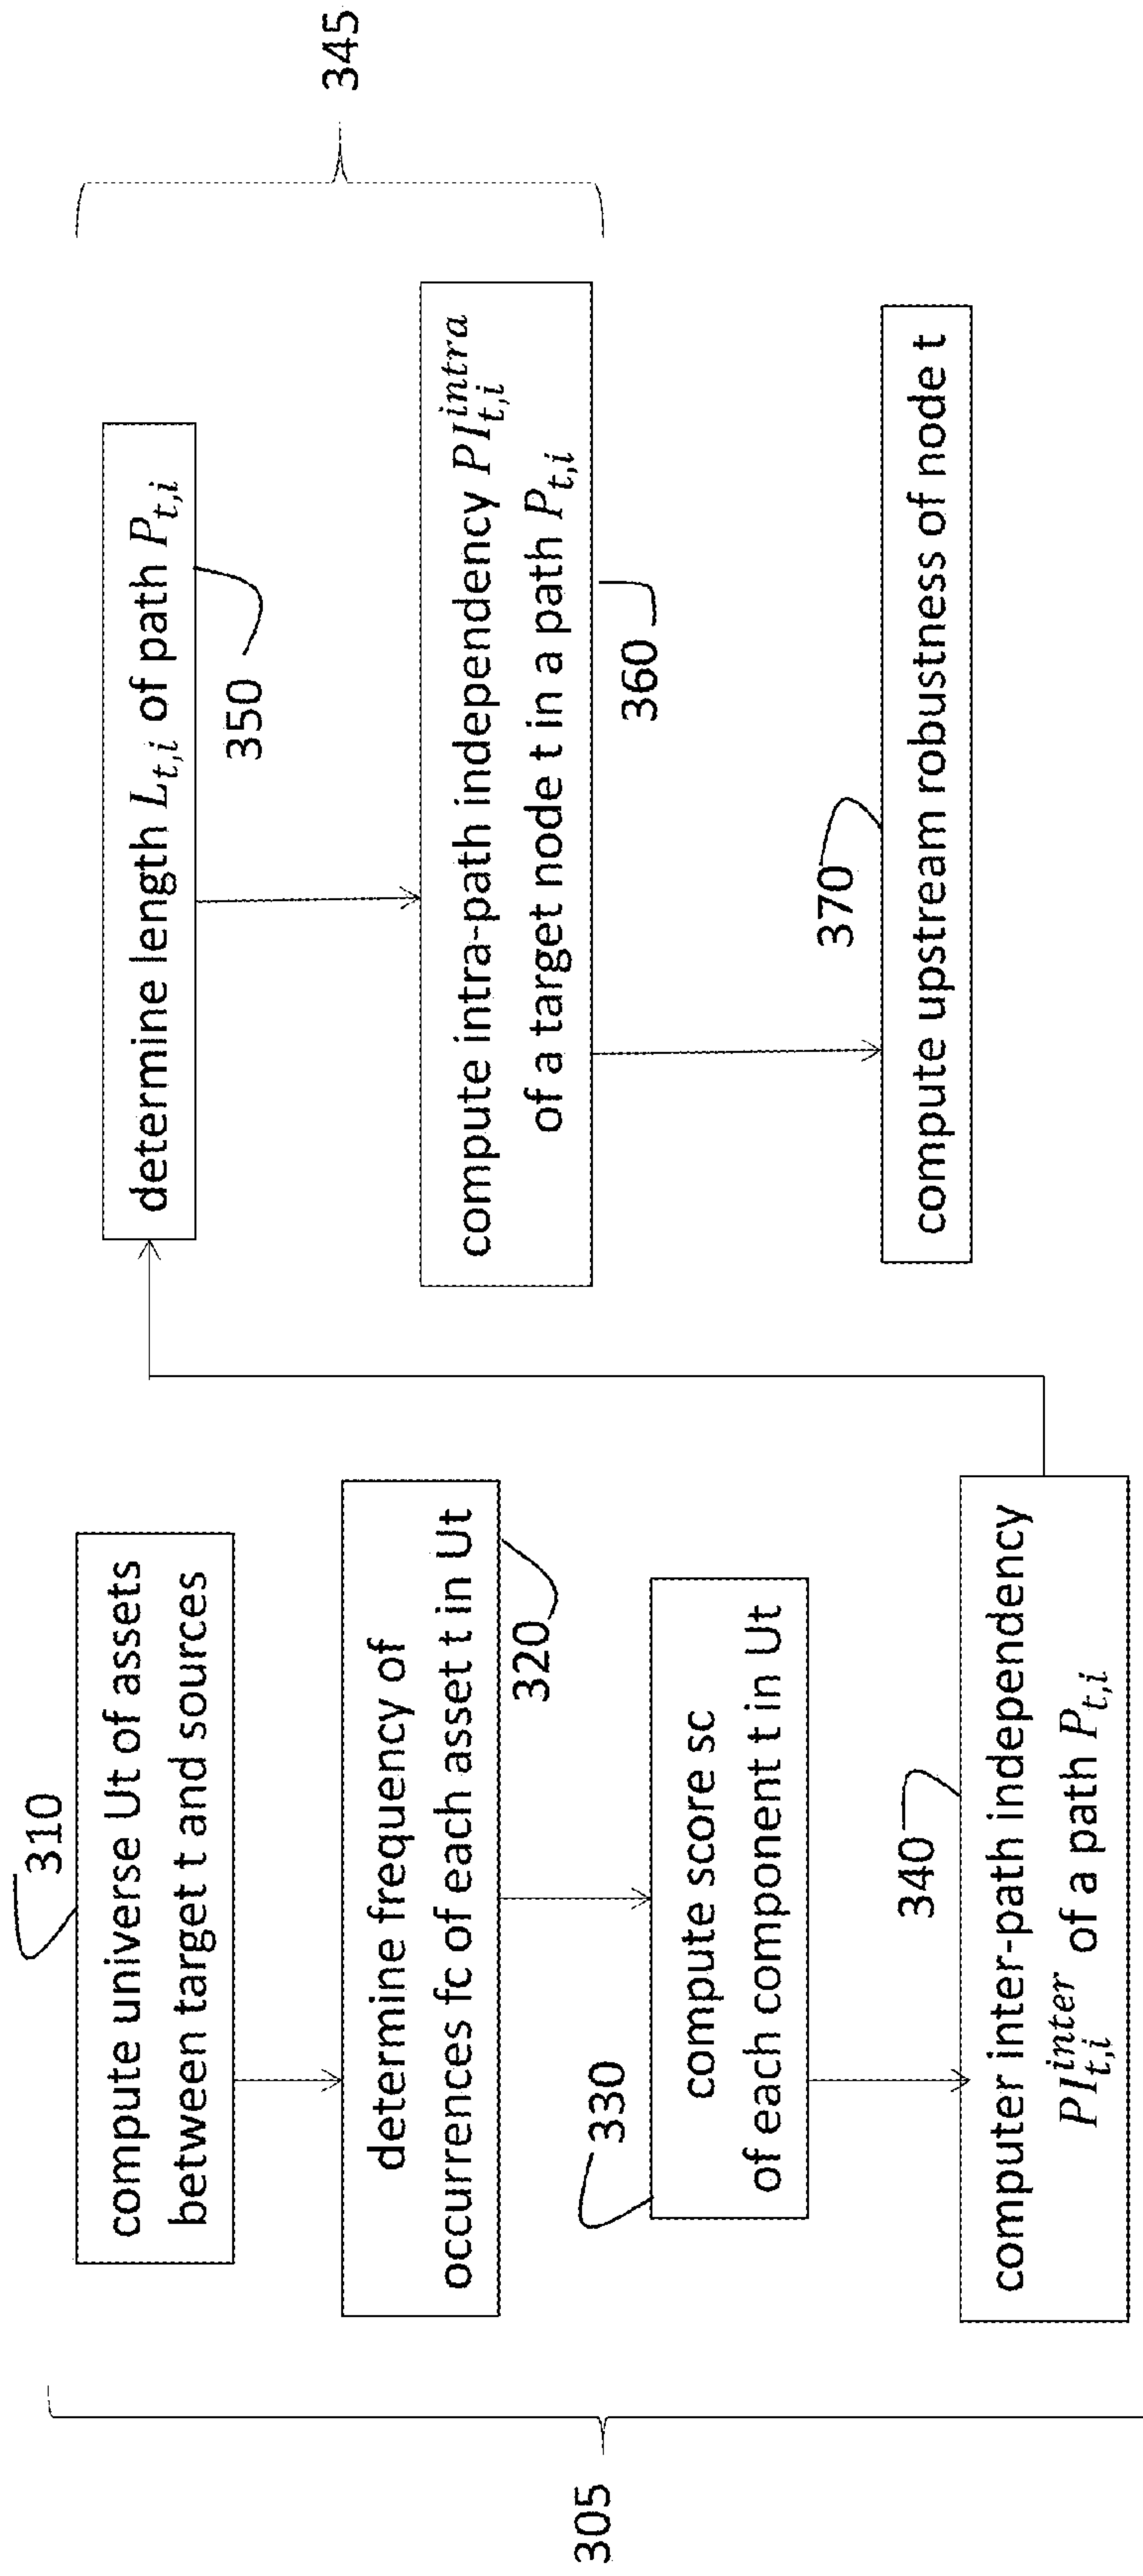 305
310
compute universe Ut of assets
between target t and sources
determine frequency of
occurrences fc of each asset t in Ut
320
330
compute score sc
of each component t in Ut
340
computer inter-path independency
$PI_{t,i}^{inter}$ of a path $P_{t,i}$
345
determine length $L_{t,i}$ of path $P_{t,i}$
350
compute intra-path independency $PI_{t,i}^{intra}$
of a target node t in a path $P_{t,i}$
360
370
compute upstream robustness of node t